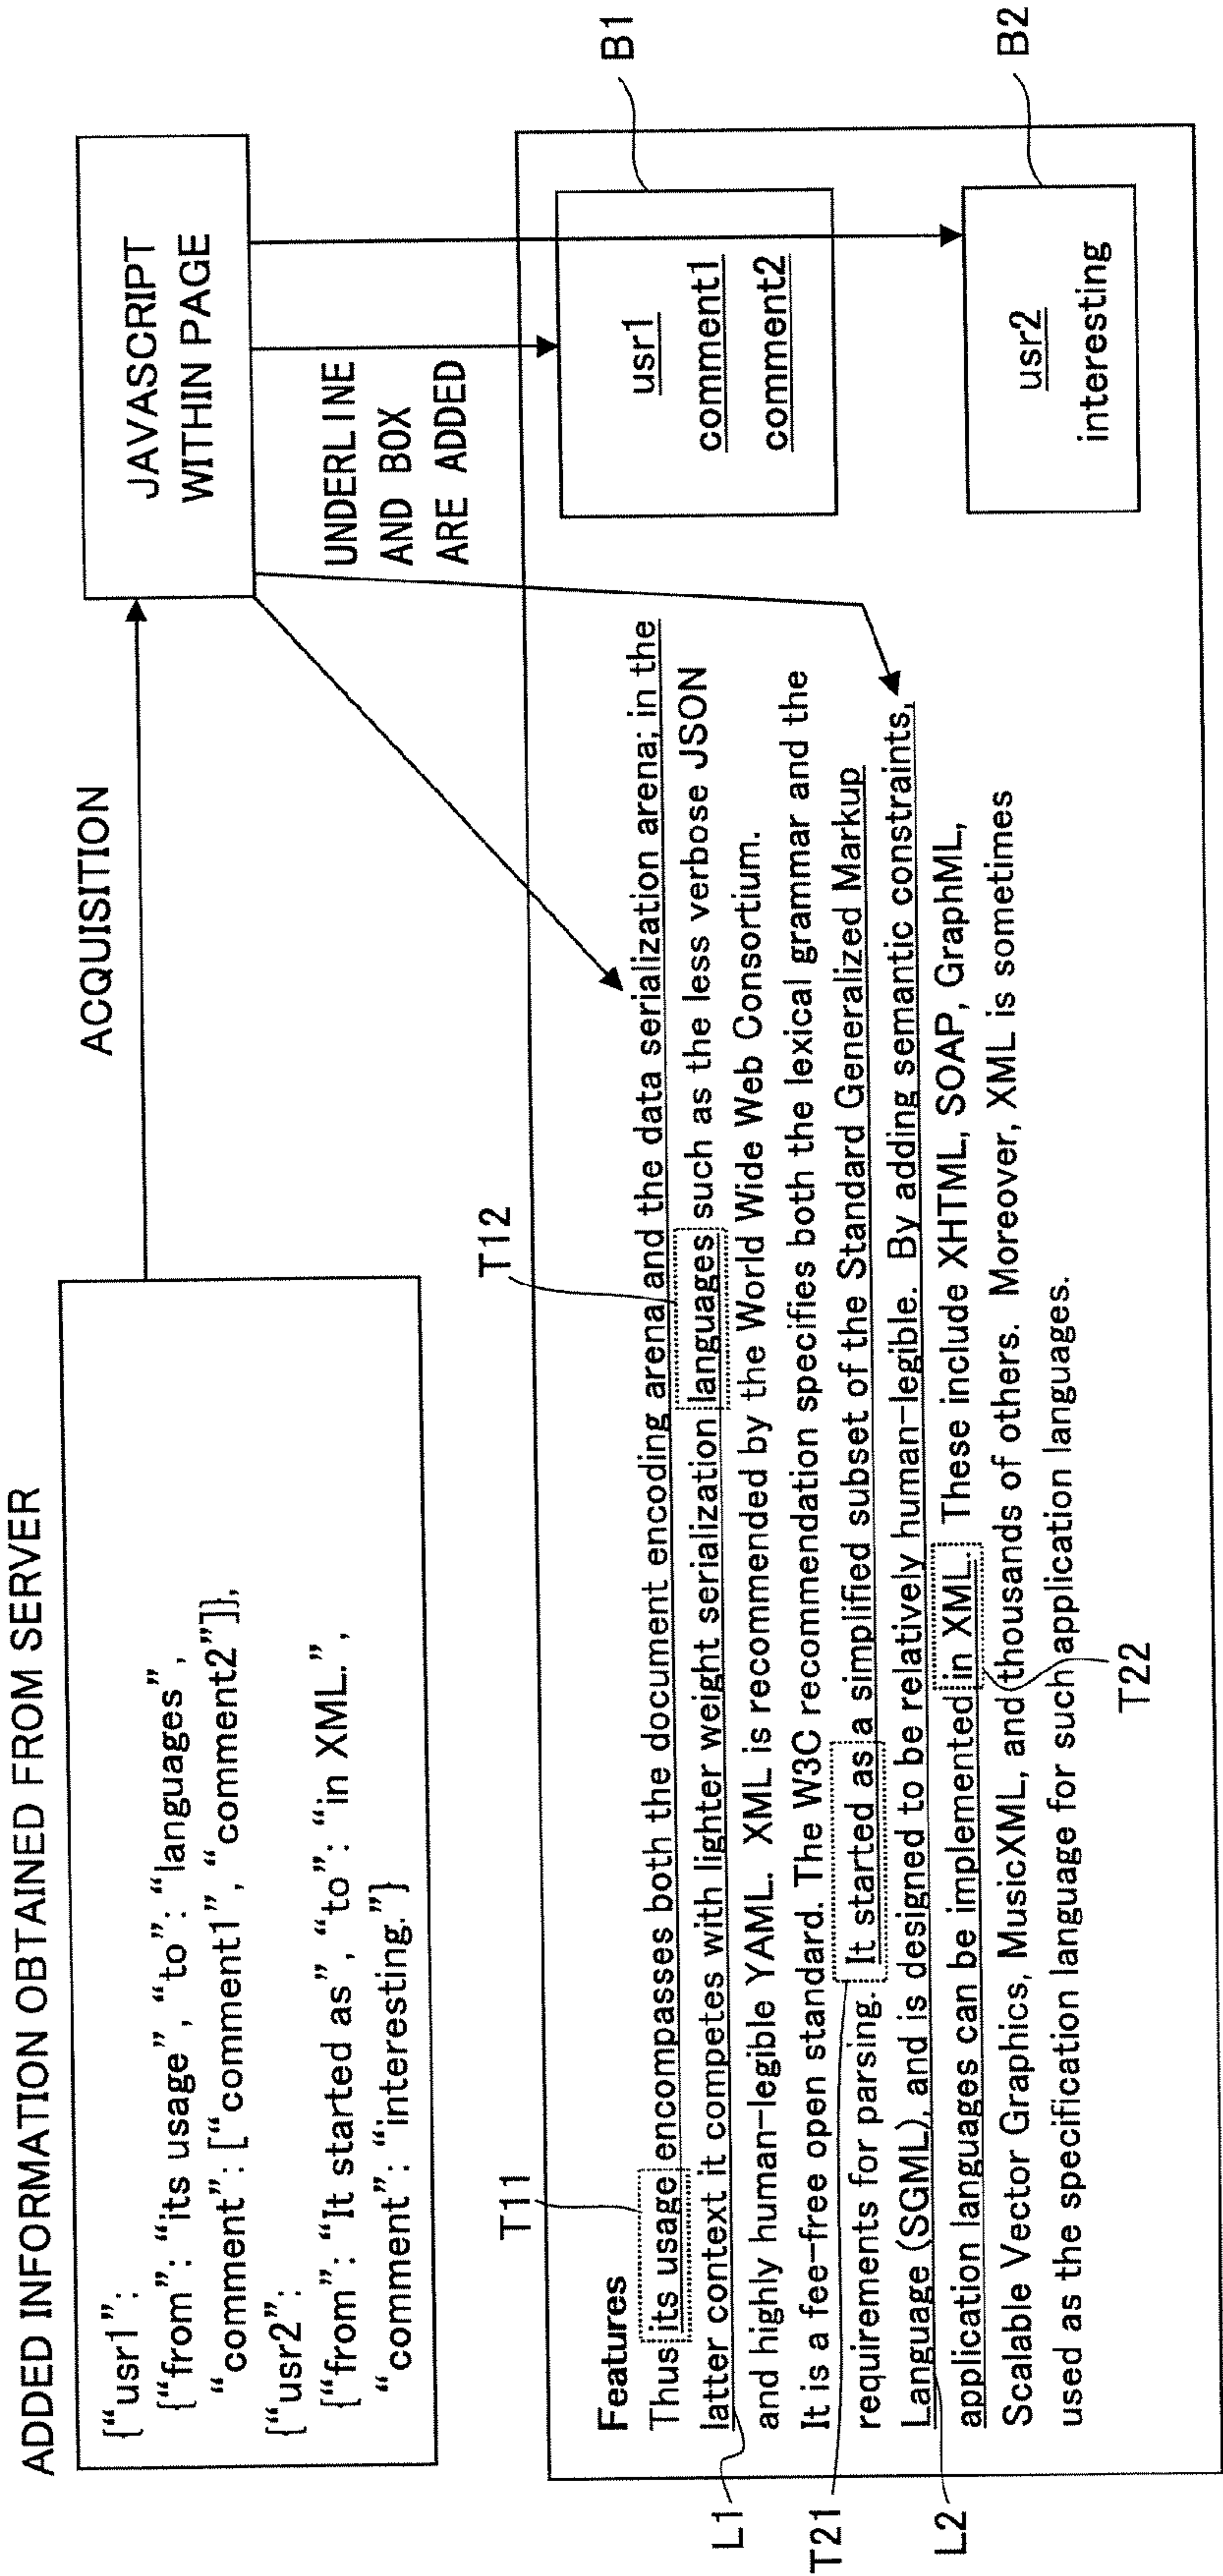 ADDED INFORMATION OBTAINED FROM SERVER
{“usr1”:
{“from”: “its usage”, “to”: “languages”,
“comment”: [“comment1”, “comment2”]},
{“usr2”:
{“from”: “It started as”, “to”: “in XML.”,
“comment”: “interesting.”}
ACQUISITION
JAVASCRIPT
WITHIN PAGE
UNDERLINE
AND BOX
ARE ADDED
T11
T12
B1
Features
Thus its usage encompasses both the document encoding arena and the data serialization arena; in the
latter context it competes with lighter weight serialization languages such as the less verbose JSON
and highly human-legible YAML. XML is recommended by the World Wide Web Consortium.
It is a fee-free open standard. The W3C recommendation specifies both the lexical grammar and the
requirements for parsing. It started as a simplified subset of the Standard Generalized Markup
Language (SGML), and is designed to be relatively human-legible. By adding semantic constraints,
application languages can be implemented in XML. These include XHTML, SOAP, GraphML,
Scalable Vector Graphics, MusicXML, and thousands of others. Moreover, XML is sometimes
used as the specification language for such application languages.
usr1
comment1
comment2
usr2
interesting
B2
L1
T21
L2
T22